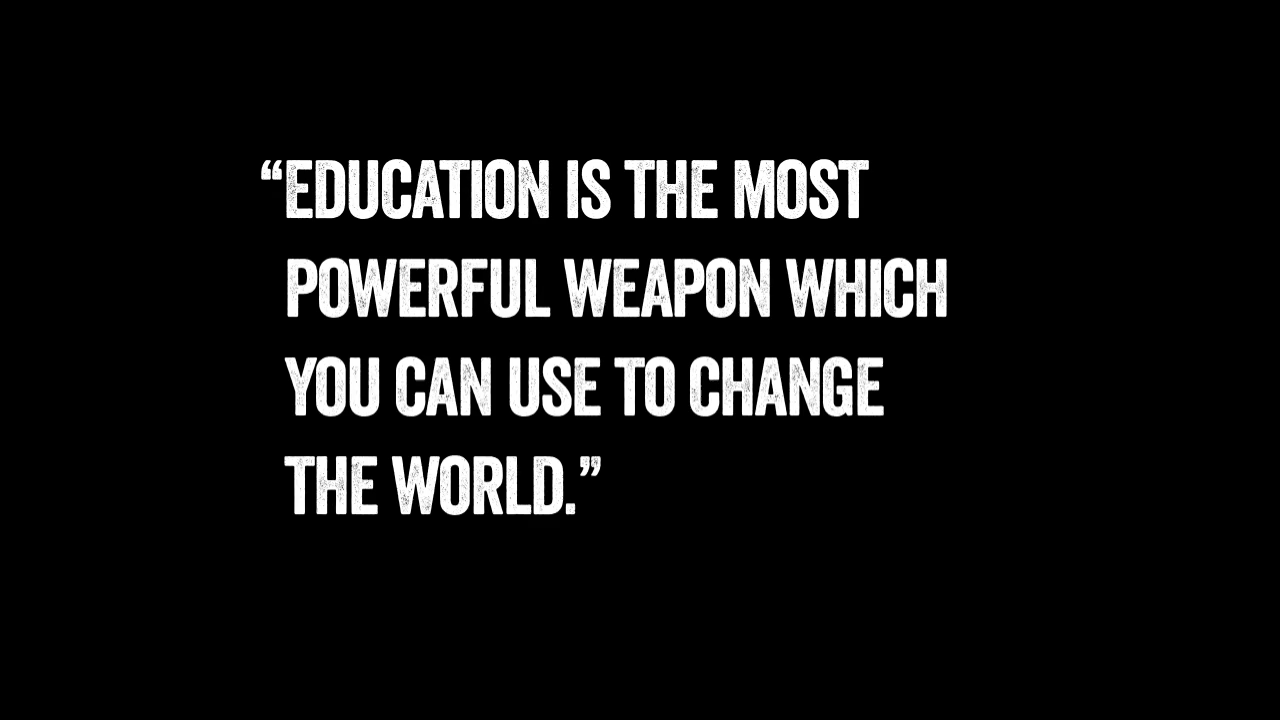 “EDUCATION IS THE MOST
POWERFUL WEAPON WHICH
YOU CAN USE TO CHANGE
THE WORLD.”